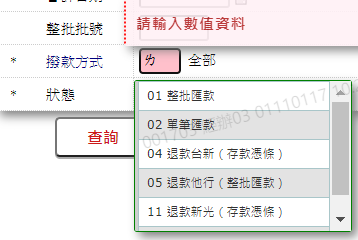 整批批號
請輸入數值資料
* 撥款方式 ㄌ 全部
* 狀態
01 整批匯款
02 單筆匯款
04 退款台新（存款憑條）
05 退款他行（整批匯款）
11 退款新光（存款憑條）
查詢